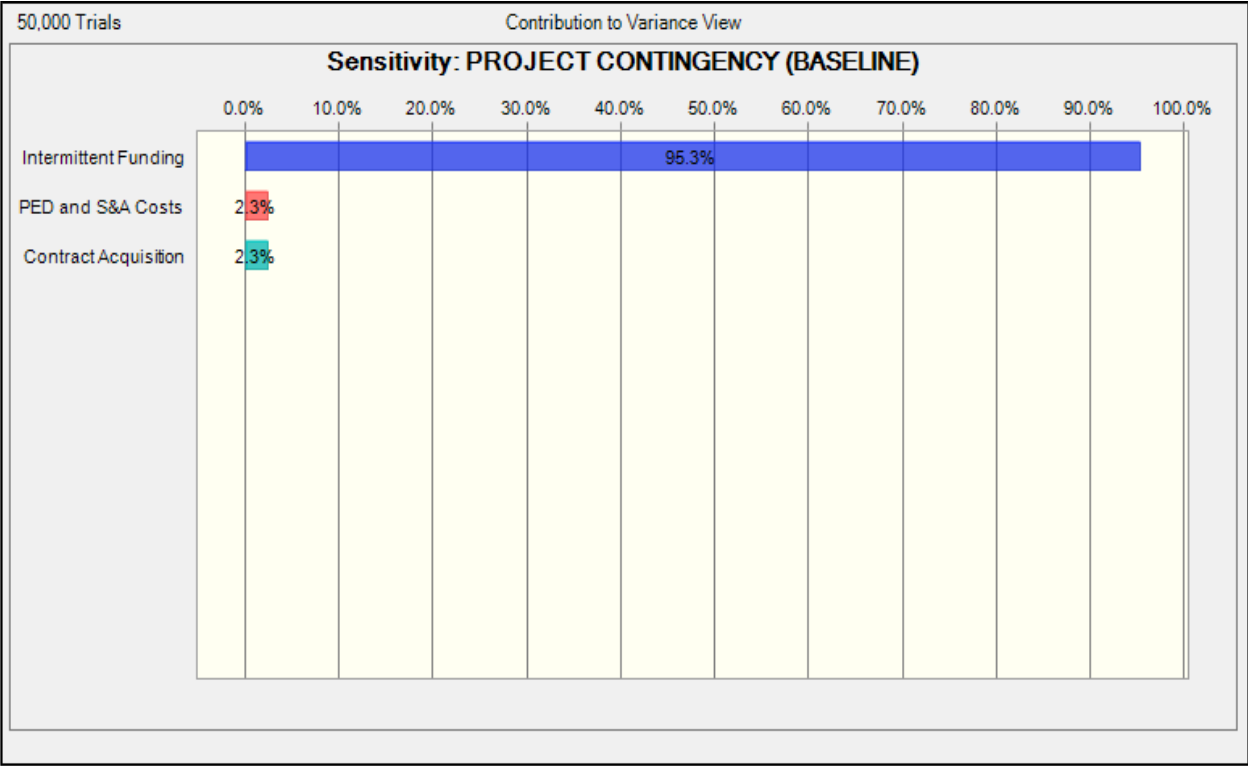 50,000 Trials Contribution to Variance View
Sensitivity: PROJECT CONTINGENCY (BASELINE)
0.0% 10.0% 20.0% 30.0% 40.0% 50.0% 60.0% 70.0% 80.0% 90.0% 100.0%
Intermittent Funding 95.3%
PED and S&A Costs 2.3%
Contract Acquisition 2.3%